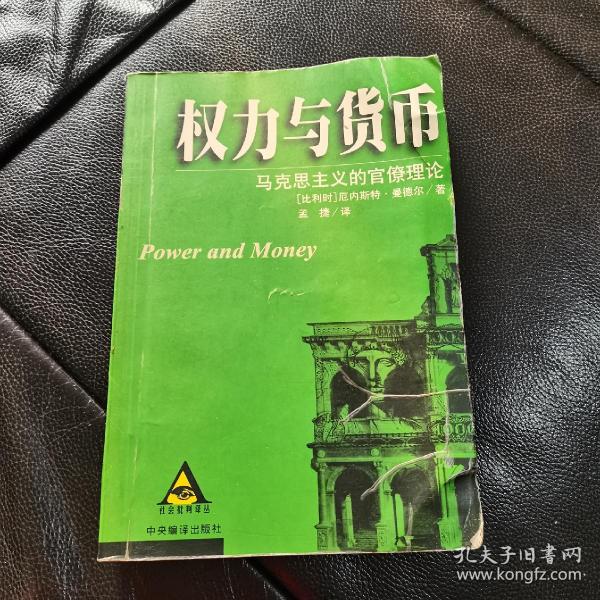 权力与货币
马克思主义的官僚理论
[比利时]厄内斯特·曼德尔/著
孟捷/译
Power and Money
社会批判译丛
中央编译出版社
孔夫子旧书网
www.kongfz.com